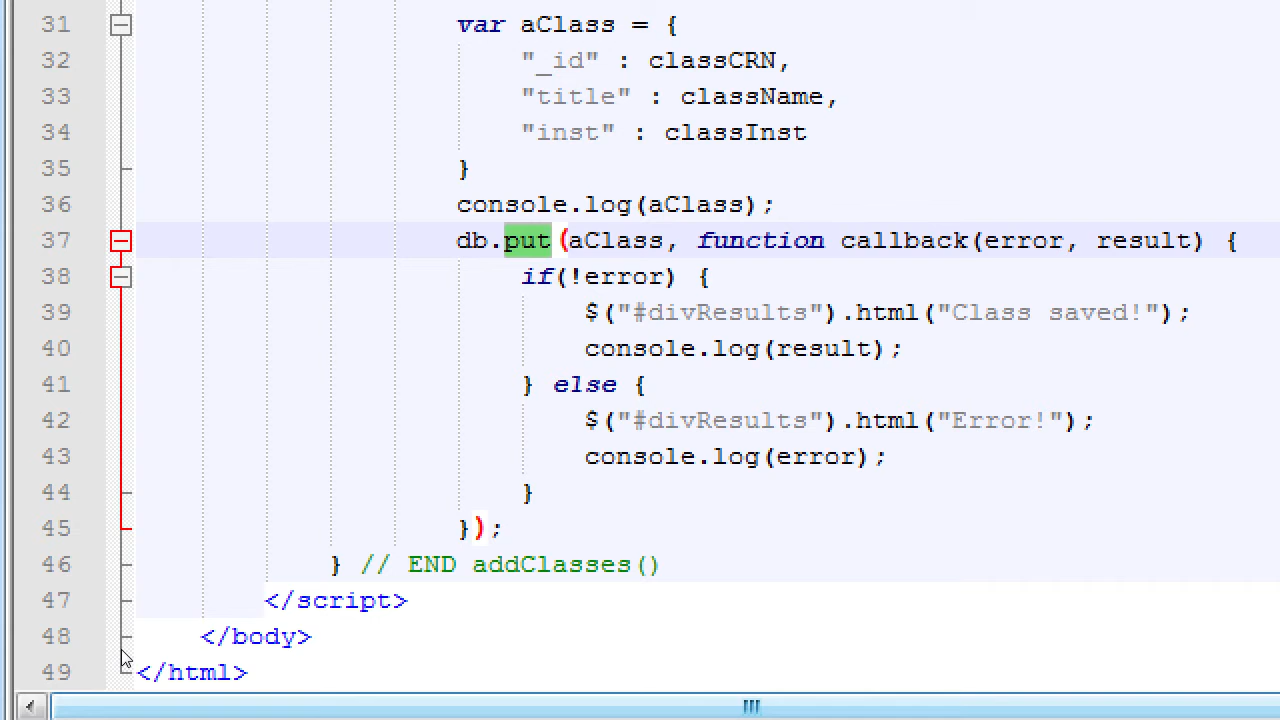 31 var aClass = {
32 "_id" : classCRN,
33 "title" : className,
34 "inst" : classInst
35 }
36 console.log(aClass);
37 db.put(aClass, function callback(error, result) {
38 if(!error) {
39 $("#divResults").html("Class saved!");
40 console.log(result);
41 } else {
42 $("#divResults").html("Error!");
43 console.log(error);
44 }
45 });
46 } // END addClasses()
47 </script>
48 </body>
49 </html>